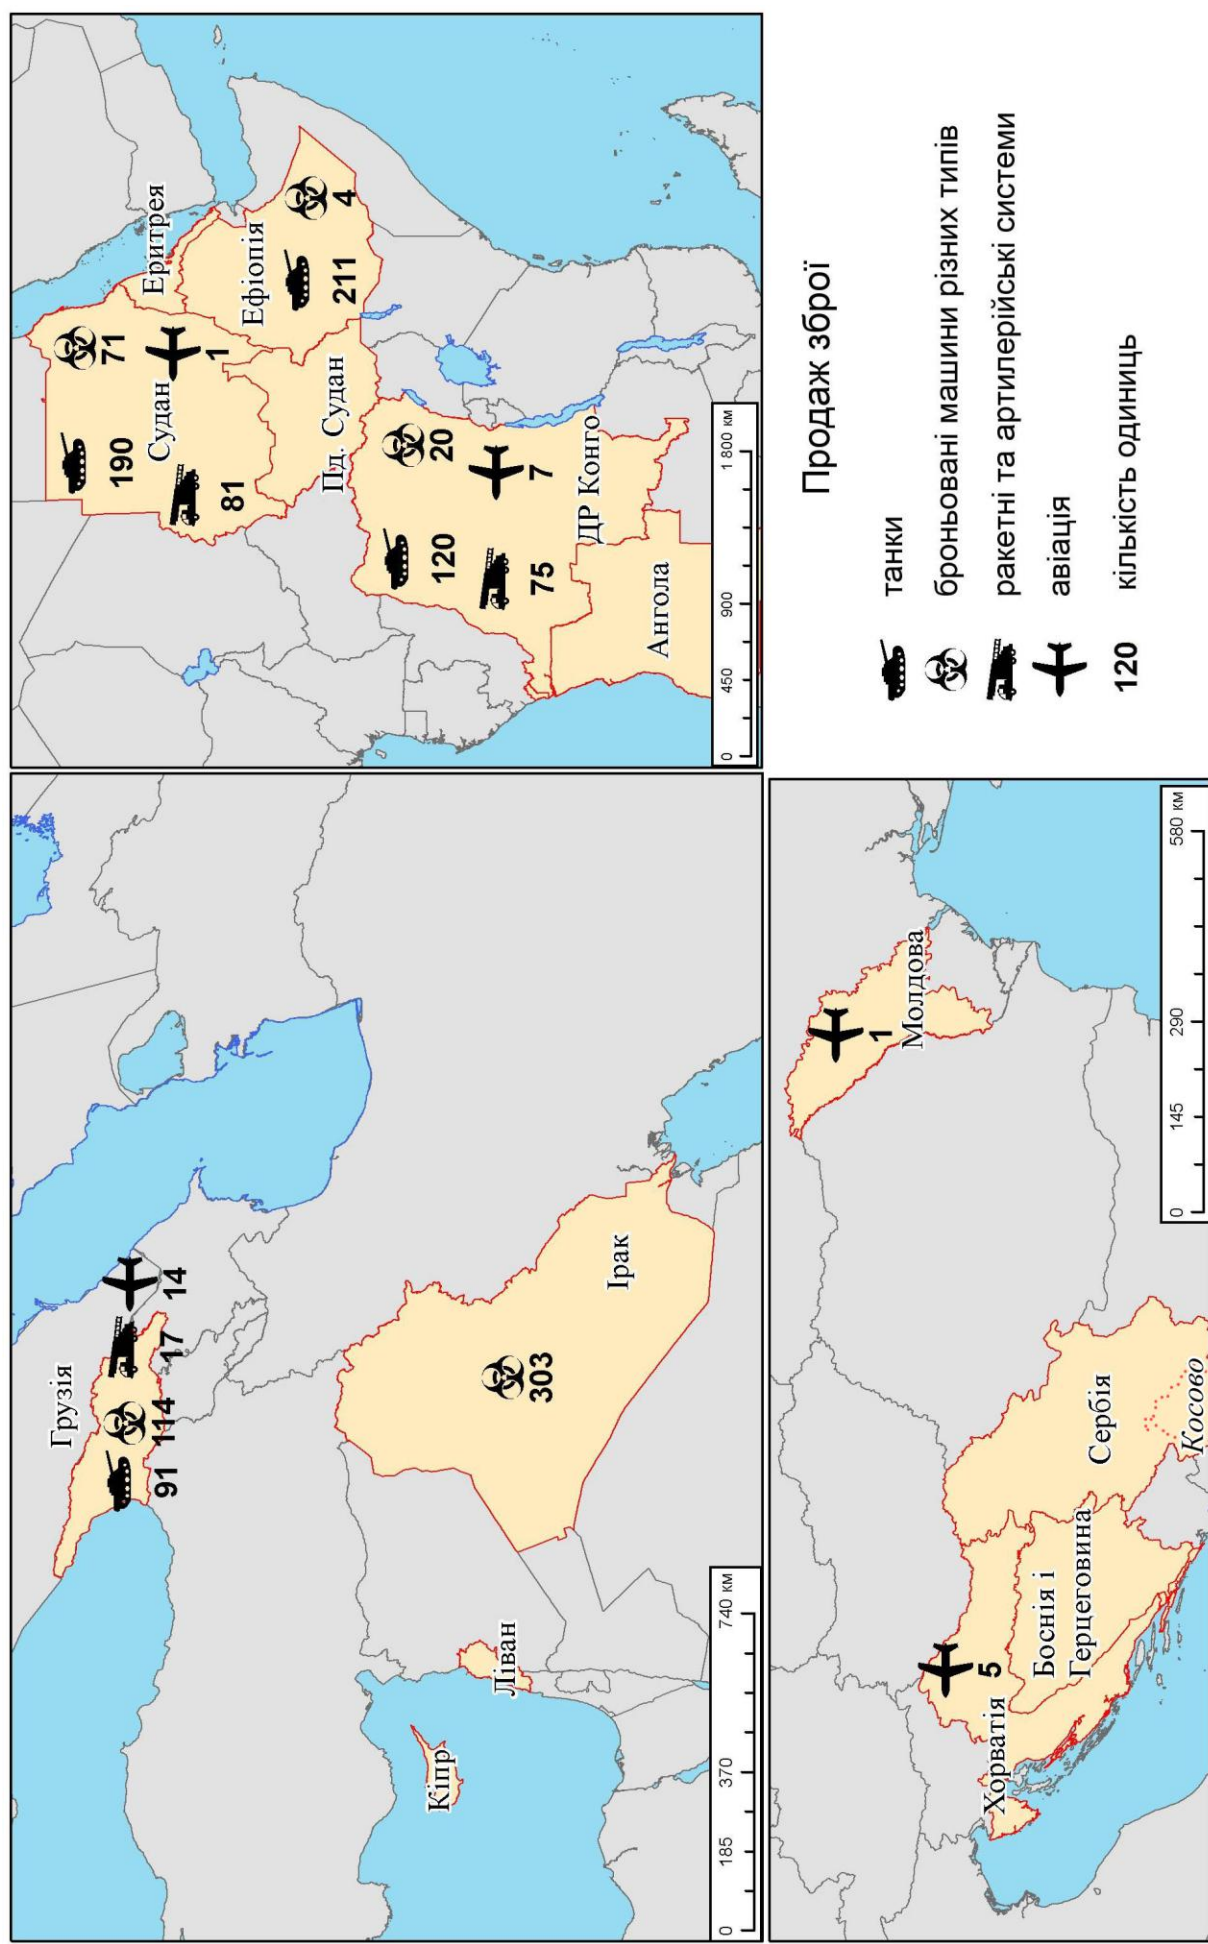 Грузія
91
114
17
14
Ірак
303
Ліван
Кіпр
0 185 370 740 км
Судан
190
71
81
1
Еритрея
Ефіопія
211
4
Пд. Судан
120
20
75
7
ДР Конго
Ангола
0 450 900 1 800 км
Молдова
1
Хорватія
5
Боснія і
Герцеговина
Сербія
Косово
0 145 290 580 км
Продаж зброї
танки
броньовані машини різних типів
ракетні та артилерійські системи
авіація
120 кількість одиниць